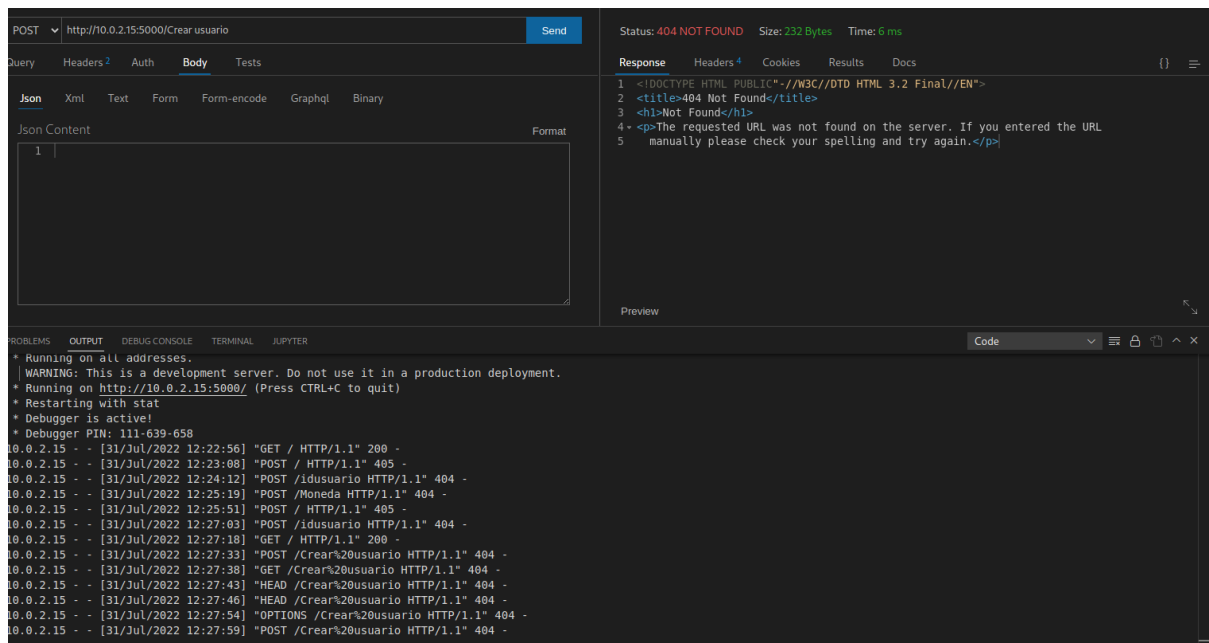 POST http://10.0.2.15:5000/Crear usuario Send
Query Headers 2 Auth Body Tests
Json Xml Text Form Form-encode Graphql Binary
Json Content Format
1
Status: 404 NOT FOUND Size: 232 Bytes Time: 6 ms
Response Headers 4 Cookies Results Docs {}
1 <!DOCTYPE HTML PUBLIC"-//W3C//DTD HTML 3.2 Final//EN">
2 <title>404 Not Found</title>
3 <h1>Not Found</h1>
4 <p>The requested URL was not found on the server. If you entered the URL
5 manually please check your spelling and try again.</p>
Preview
PROBLEMS OUTPUT DEBUG CONSOLE TERMINAL JUPYTER Code
* Running on all addresses.
WARNING: This is a development server. Do not use it in a production deployment.
* Running on http://10.0.2.15:5000/ (Press CTRL+C to quit)
* Restarting with stat
* Debugger is active!
* Debugger PIN: 111-639-658
10.0.2.15 - - [31/Jul/2022 12:22:56] "GET / HTTP/1.1" 200 -
10.0.2.15 - - [31/Jul/2022 12:23:08] "POST / HTTP/1.1" 405 -
10.0.2.15 - - [31/Jul/2022 12:24:12] "POST /idusuario HTTP/1.1" 404 -
10.0.2.15 - - [31/Jul/2022 12:25:19] "POST /Moneda HTTP/1.1" 404 -
10.0.2.15 - - [31/Jul/2022 12:25:51] "POST / HTTP/1.1" 405 -
10.0.2.15 - - [31/Jul/2022 12:27:03] "POST /idusuario HTTP/1.1" 404 -
10.0.2.15 - - [31/Jul/2022 12:27:18] "GET / HTTP/1.1" 200 -
10.0.2.15 - - [31/Jul/2022 12:27:33] "POST /Crear%20usuario HTTP/1.1" 404 -
10.0.2.15 - - [31/Jul/2022 12:27:38] "GET /Crear%20usuario HTTP/1.1" 404 -
10.0.2.15 - - [31/Jul/2022 12:27:43] "HEAD /Crear%20usuario HTTP/1.1" 404 -
10.0.2.15 - - [31/Jul/2022 12:27:46] "HEAD /Crear%20usuario HTTP/1.1" 404 -
10.0.2.15 - - [31/Jul/2022 12:27:54] "OPTIONS /Crear%20usuario HTTP/1.1" 404 -
10.0.2.15 - - [31/Jul/2022 12:27:59] "POST /Crear%20usuario HTTP/1.1" 404 -